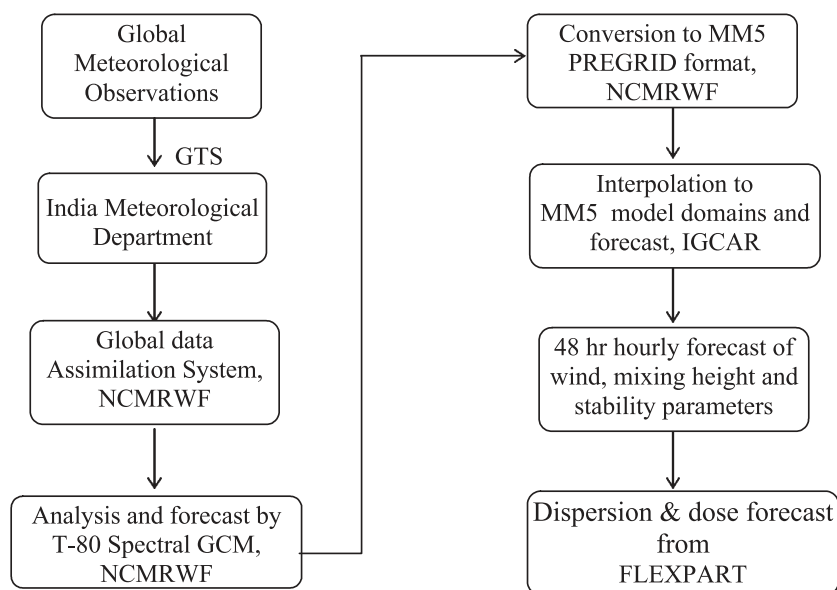 Global
Meteorological
Observations
GTS
India Meteorological
Department
Global data
Assimilation System,
NCMRWF
Analysis and forecast by
T-80 Spectral GCM,
NCMRWF
Conversion to MM5
PREGRID format,
NCMRWF
Interpolation to
MM5 model domains and
forecast, IGCAR
48 hr hourly forecast of
wind, mixing height and
stability parameters
Dispersion & dose forecast
from
FLEXPART